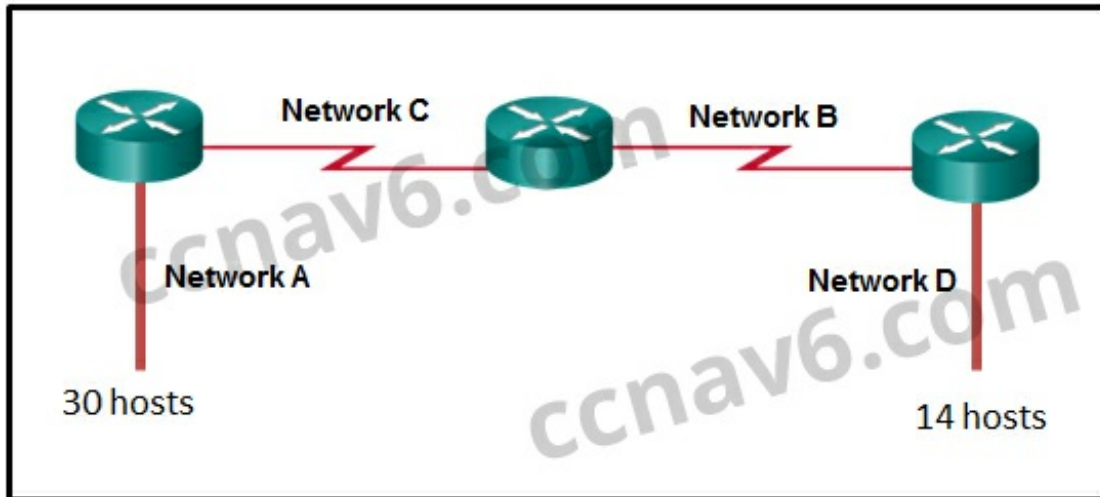 Network C
Network B
ccnav6.com
Network A
Network D
ccnav6.com
30 hosts
14 hosts